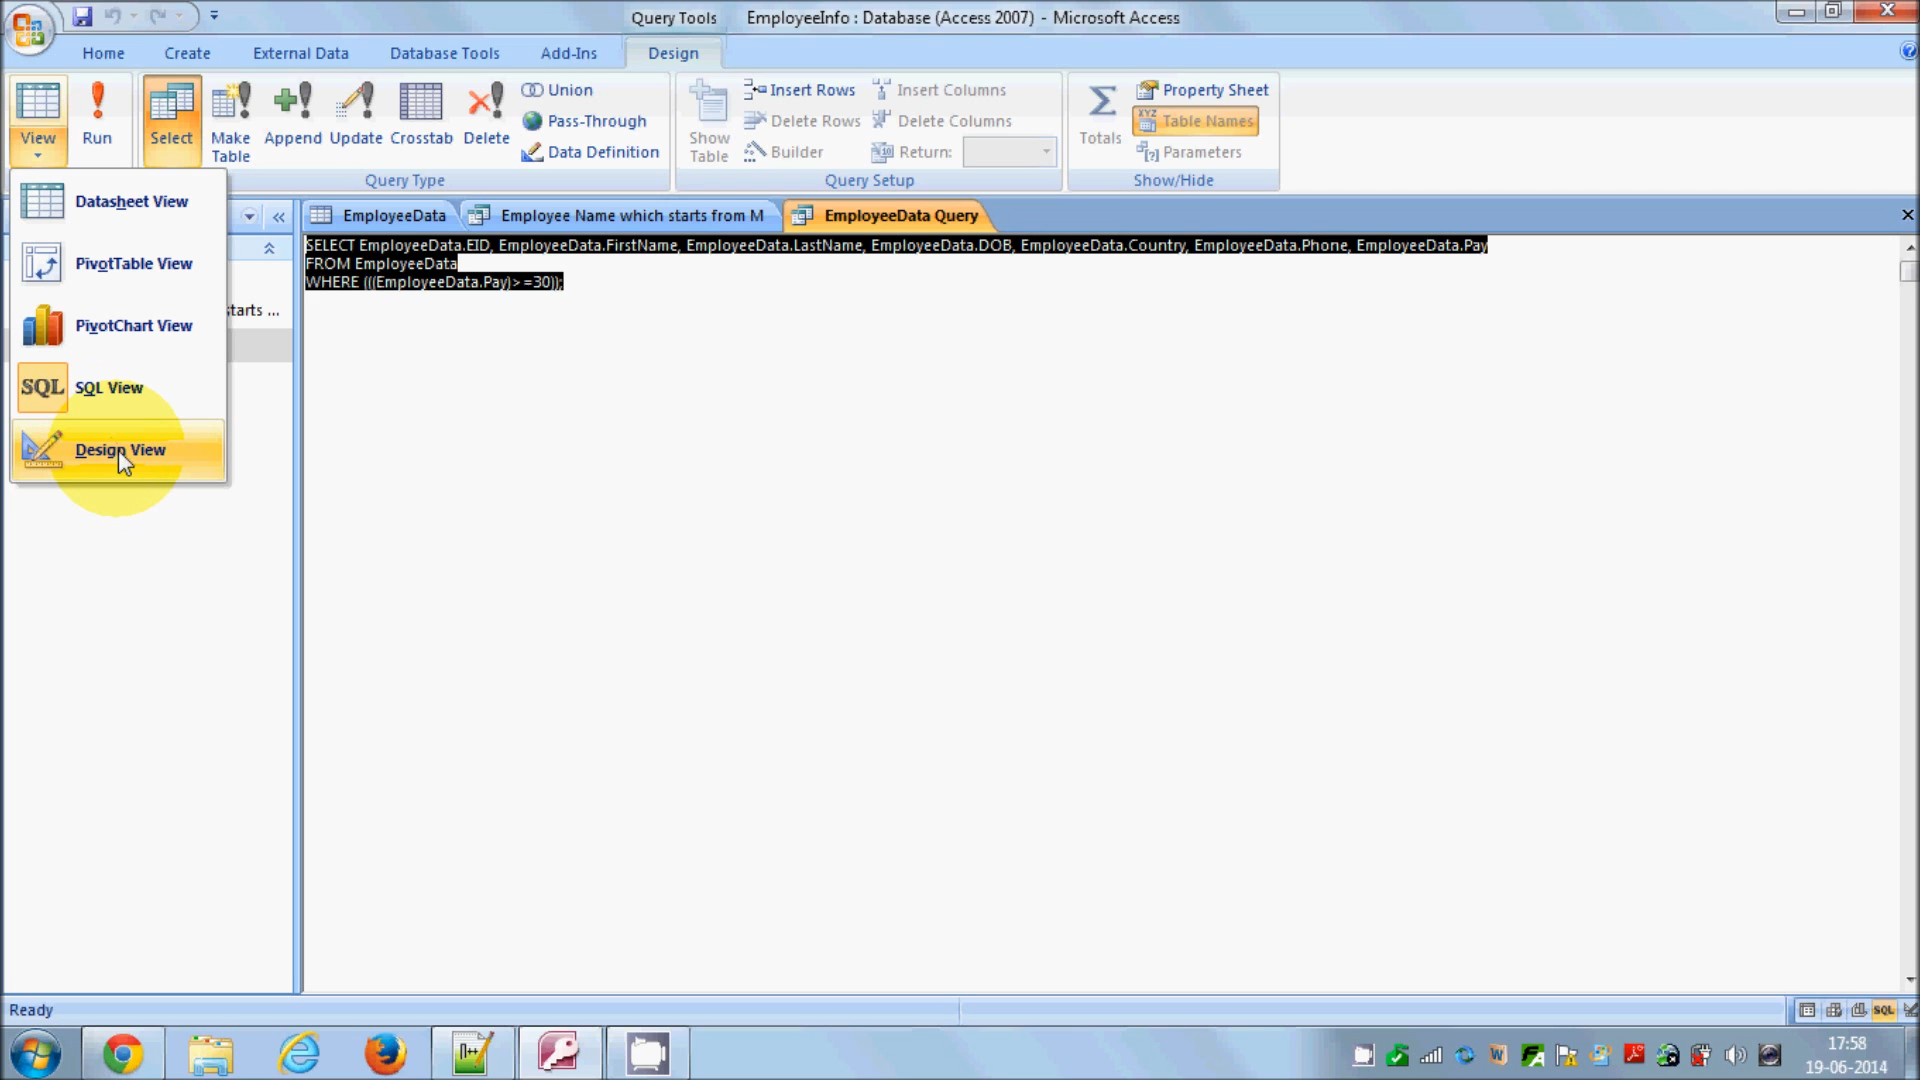 Query Tools EmployeeInfo : Database (Access 2007) - Microsoft Access
Home Create External Data Database Tools Add-Ins Design
View Run Select Make Table Append Update Crosstab Delete
Union
Pass-Through
Data Definition
Query Type
Show Table
Insert Rows Insert Columns
Delete Rows Delete Columns
Builder Return:
Query Setup
Totals
Property Sheet
Table Names
Parameters
Show/Hide
Datasheet View
PivotTable View
PivotChart View
SQL SQL View
Design View
starts ...
EmployeeData Employee Name which starts from M EmployeeData Query
SELECT EmployeeData.EID, EmployeeData.FirstName, EmployeeData.LastName, EmployeeData.DOB, EmployeeData.Country, EmployeeData.Phone, EmployeeData.Pay
FROM EmployeeData
WHERE (((EmployeeData.Pay)>=30));
Ready
SQL
17:58
19-06-2014